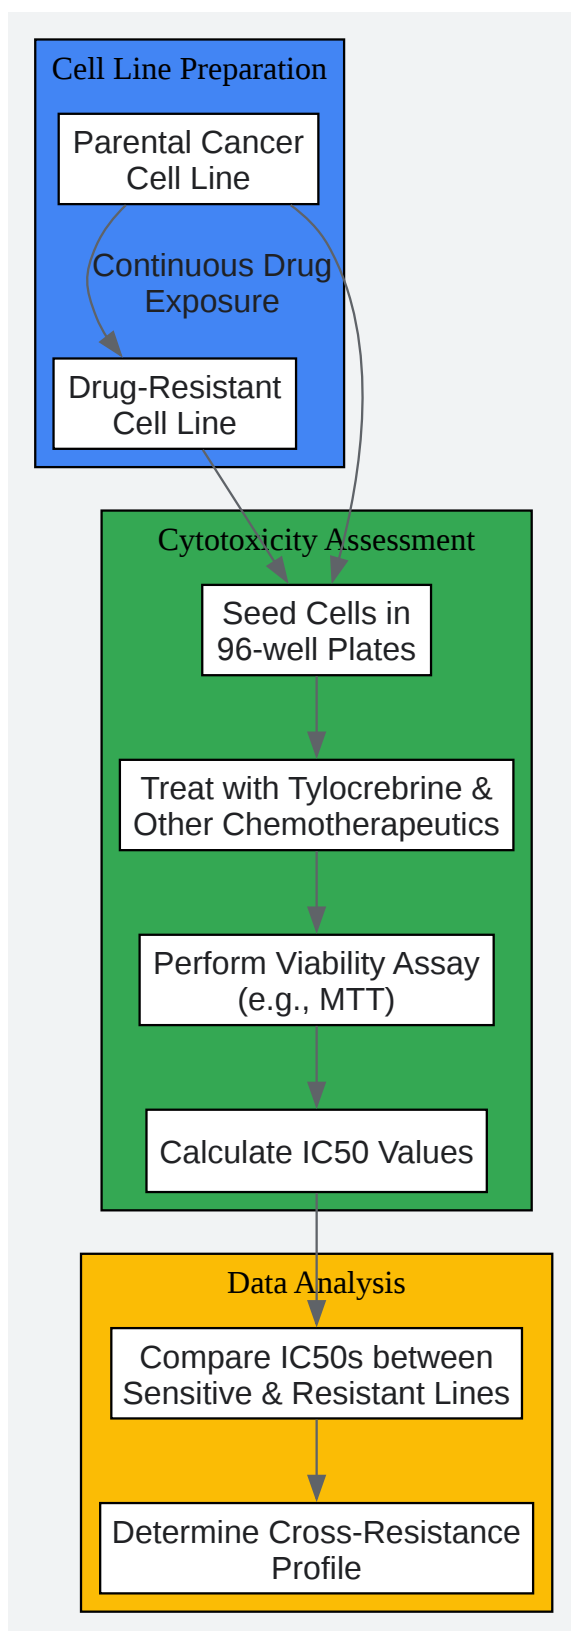 Cell Line Preparation
Parental Cancer
Cell Line
Continuous Drug
Exposure
Drug-Resistant
Cell Line
Cytotoxicity Assessment
Seed Cells in
96-well Plates
Treat with Tylocrebrine &
Other Chemotherapeutics
Perform Viability Assay
(e.g., MTT)
Calculate IC50 Values
Data Analysis
Compare IC50s between
Sensitive & Resistant Lines
Determine Cross-Resistance
Profile